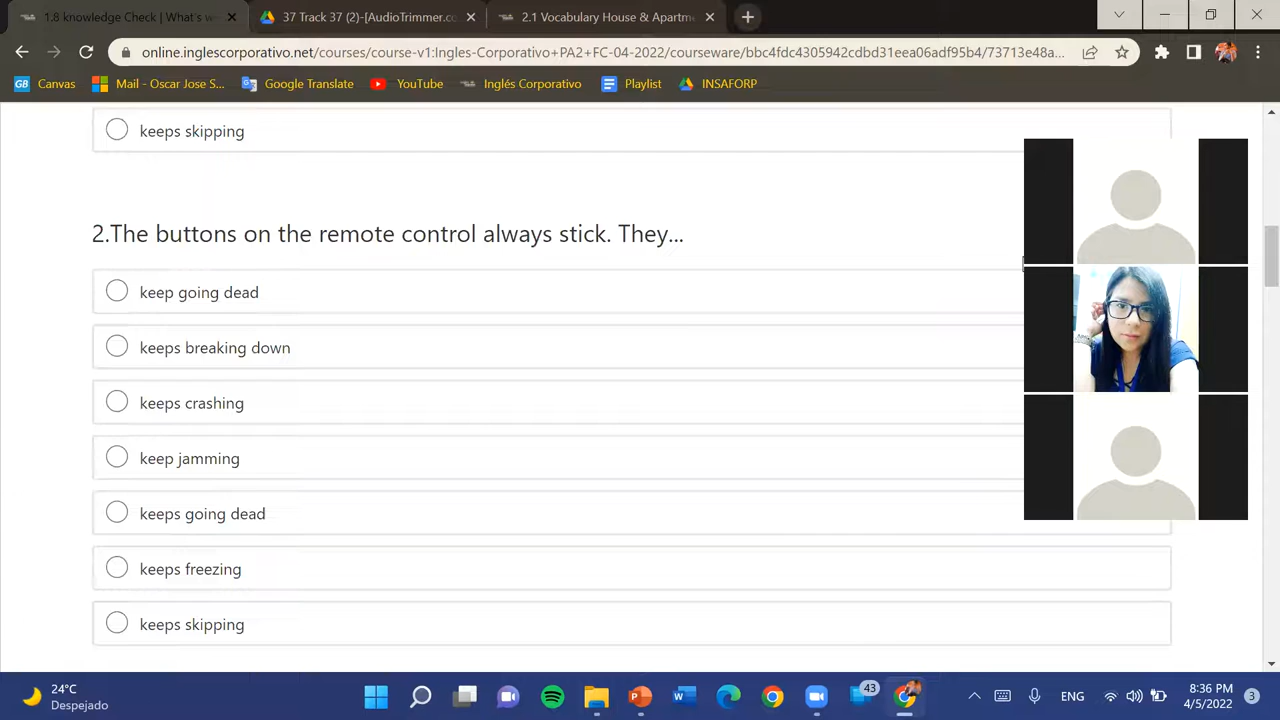 1.8 knowledge Check | What's w
37 Track 37 (2)-[AudioTrimmer.co
2.1 Vocabulary House & Apartm
online.inglescorporativo.net/courses/course-v1:Ingles-Corporativo+PA2+FC-04-2022/courseware/bbc4fdc4305942cdbd31eea06adf95b4/73713e48a...
GB Canvas
Mail - Oscar Jose S...
Google Translate
YouTube
Inglés Corporativo
Playlist
INSAFORP
keeps skipping
2.The buttons on the remote control always stick. They...
keep going dead
keeps breaking down
keeps crashing
keep jamming
keeps going dead
keeps freezing
keeps skipping
24°C
Despejado
43
ENG
8:36 PM
4/5/2022
3